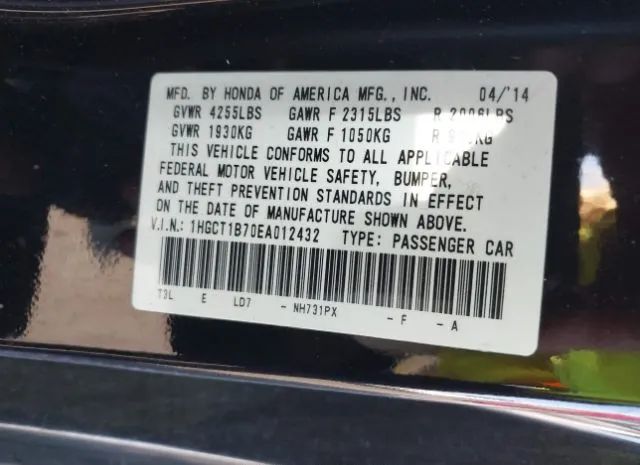 MFD. BY HONDA OF AMERICA MFG., INC. 04/'14
GVWR 4255LBS GAWR F 2315LBS R 2006LBS
GVWR 1930KG GAWR F 1050KG R
THIS VEHICLE CONFORMS TO ALL APPLICABLE
FEDERAL MOTOR VEHICLE SAFETY, BUMPER,
AND THEFT PREVENTION STANDARDS IN EFFECT
ON THE DATE OF MANUFACTURE SHOWN ABOVE.
V.I.N.: 1HGCT1B70EA012432 TYPE: PASSENGER CAR
T3L E LD7 - NH731PX - F - A